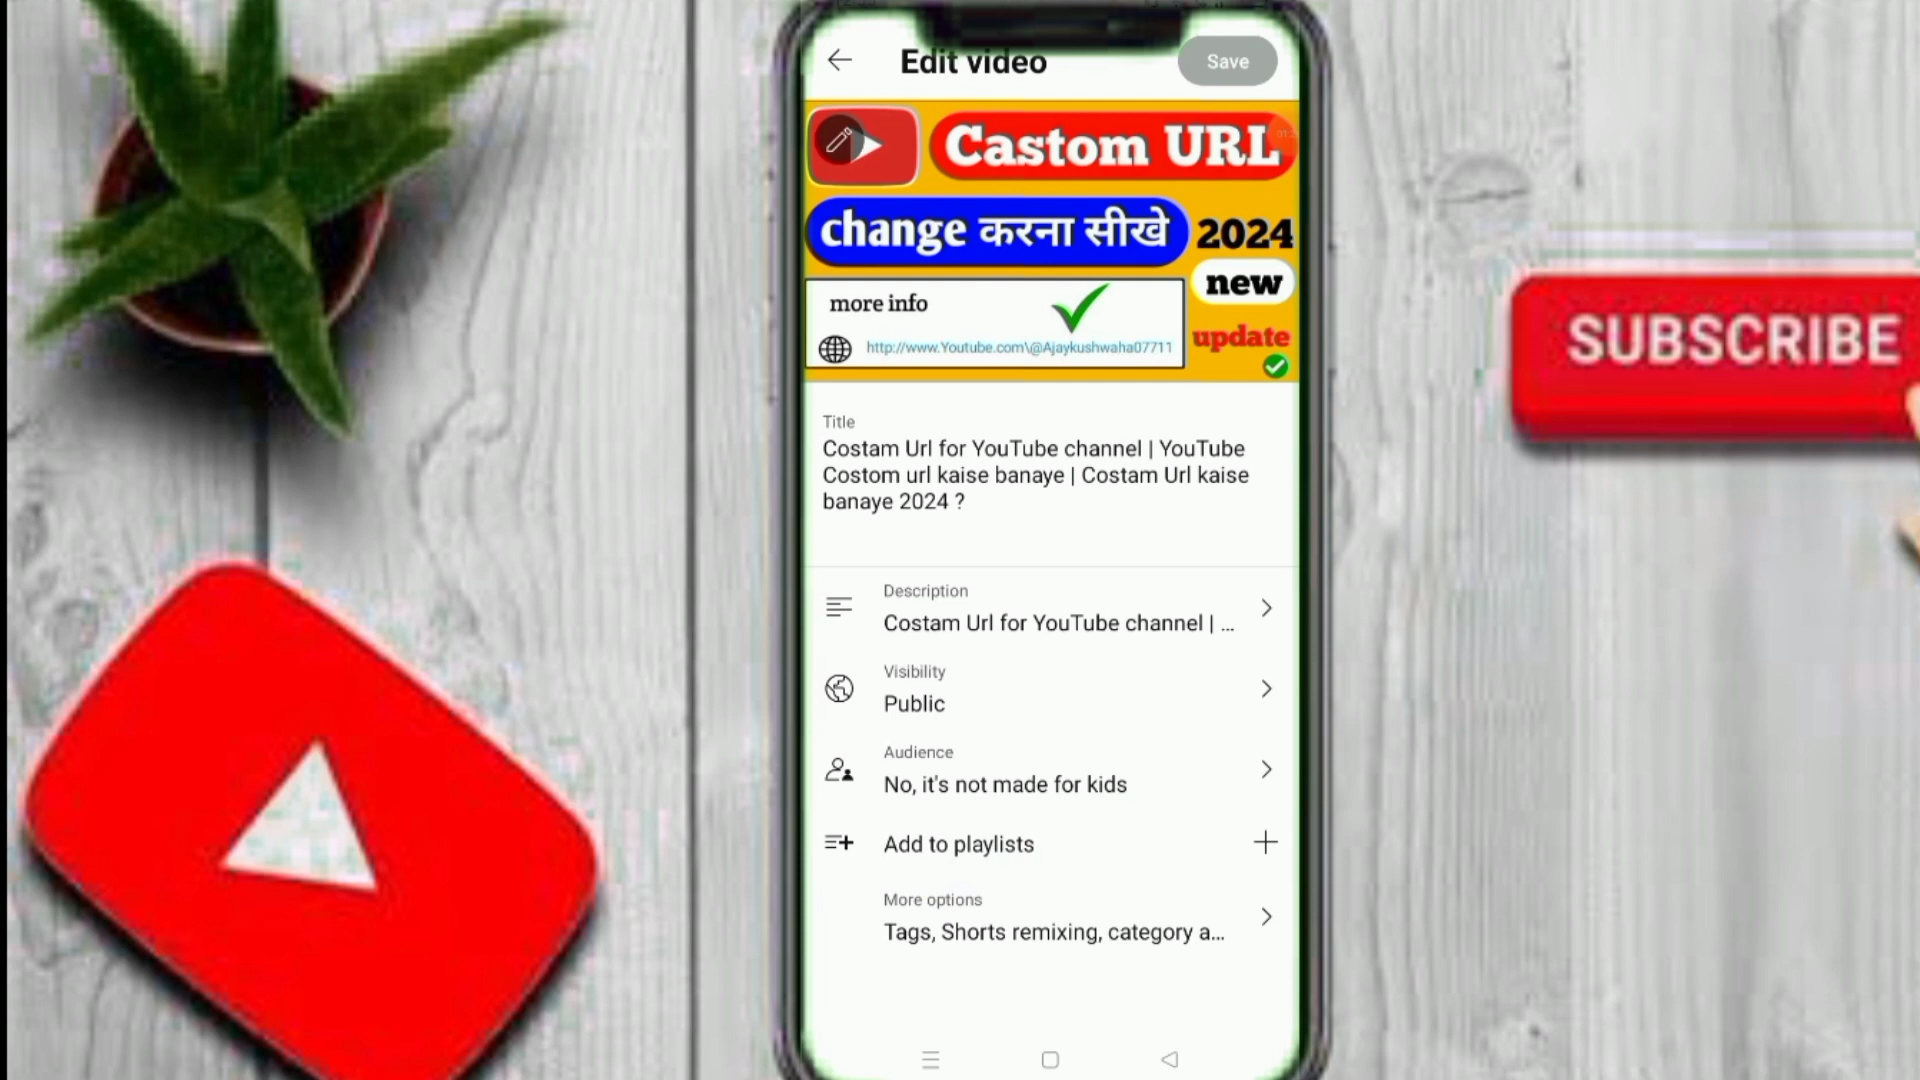 Edit video
Save
Castom URL
change करना सीखे
2024
new
update
more info
http://www.Youtube.com\@Ajaykushwaha07711
Title
Costam Url for YouTube channel | YouTube
Costom url kaise banaye | Costam Url kaise
banaye 2024 ?
Description
Costam Url for YouTube channel | ...
Visibility
Public
Audience
No, it's not made for kids
Add to playlists
More options
Tags, Shorts remixing, category a...
SUBSCRIBE